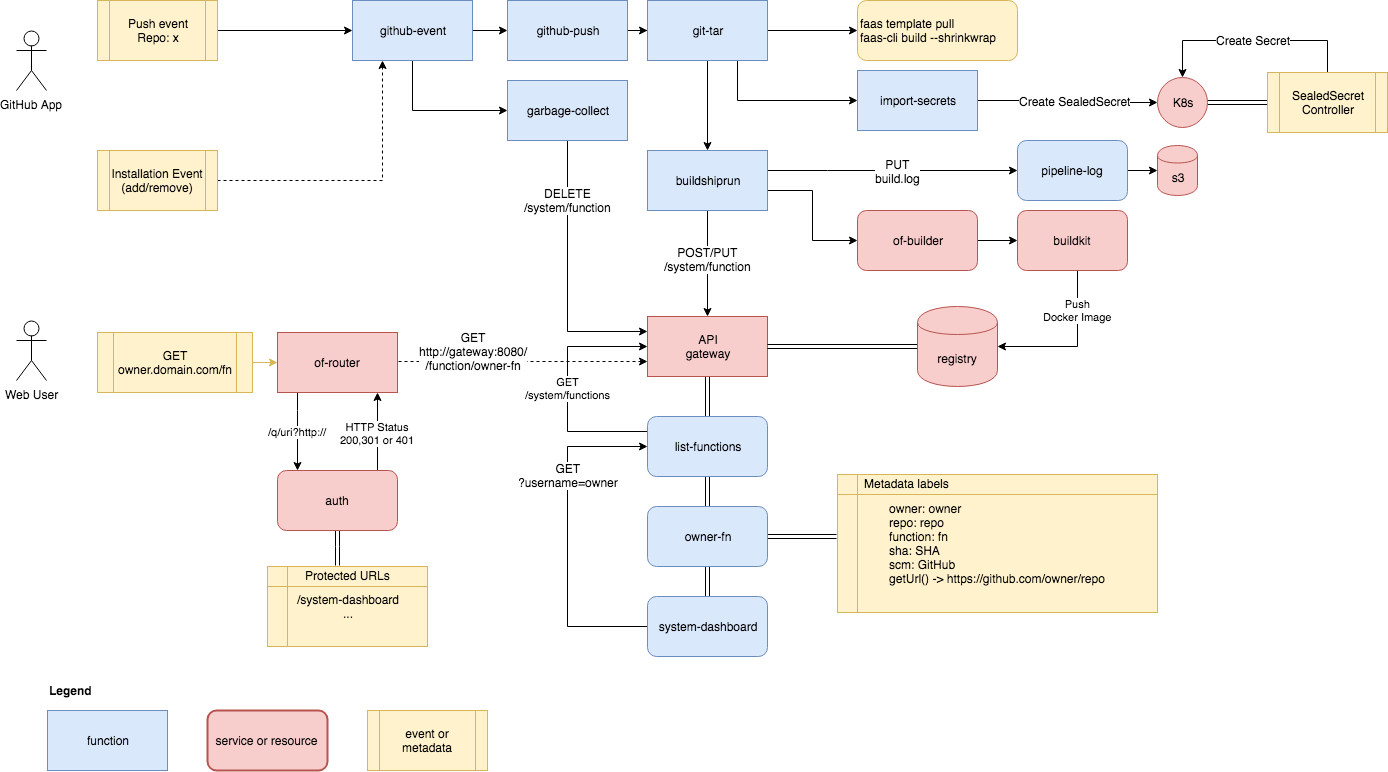 Push event
Repo: x
github-event
github-push
git-tar
faas template pull
faas-cli build --shrinkwrap
Create Secret
GitHub App
garbage-collect
import-secrets
Create SealedSecret
K8s
SealedSecret
Controller
Installation Event
(add/remove)
DELETE
/system/function
buildshiprun
PUT
build.log
pipeline-log
s3
of-builder
buildkit
POST/PUT
/system/function
Push
Docker Image
Web User
GET
owner.domain.com/fn
of-router
GET
http://gateway:8080/
/function/owner-fn
API
gateway
registry
GET
/system/functions
/q/uri?http://
HTTP Status
200,301 or 401
list-functions
GET
?username=owner
auth
owner-fn
Metadata labels
owner: owner
repo: repo
function: fn
sha: SHA
scm: GitHub
getUrl() -> https://github.com/owner/repo
Protected URLs
/system-dashboard
...
system-dashboard
Legend
function
service or resource
event or
metadata